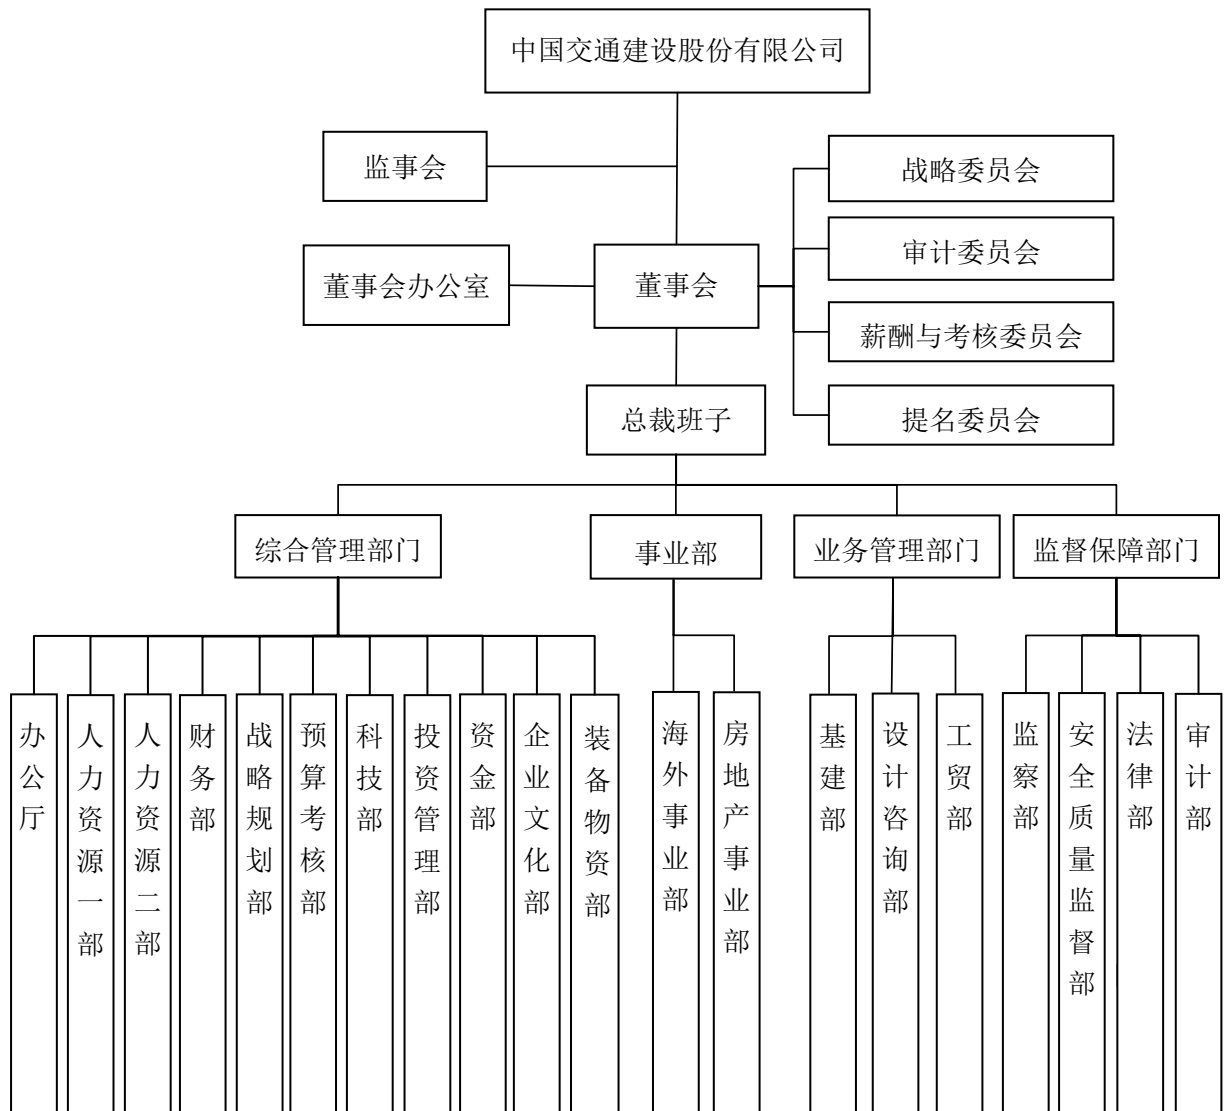 中国交通建设股份有限公司
监事会
战略委员会
审计委员会
董事会办公室
董事会
薪酬与考核委员会
总裁班子
提名委员会
综合管理部门
事业部
业务管理部门
监督保障部门
办公厅
人力资源一部
人力资源二部
财务部
战略规划部
预算考核部
科技部
投资管理部
资金部
企业文化部
装备物资部
海外事业部
房地产事业部
基建部
设计咨询部
工贸部
监察部
安全质量监督部
法律部
审计部